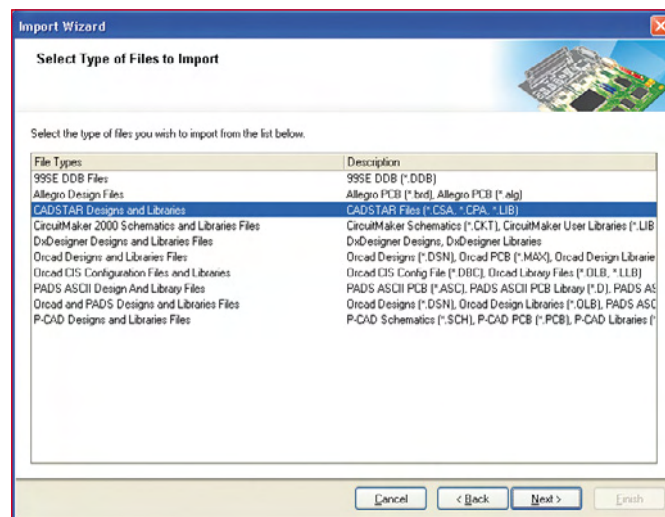 Import Wizard
Select Type of Files to Import
Select the type of files you wish to import from the list below.
File Types Description
99SE DDB Files 99SE DDB (*.DDB)
Allegro Design Files Allegro PCB (*.brd), Allegro PCB (*.alg)
CADSTAR Designs and Libraries CADSTAR Files (*.CSA, *.CPA, *.LIB)
CircuitMaker 2000 Schematics and Libraries Files CircuitMaker Schematics (*.CKT), CircuitMaker User Libraries (*.LIB
DxDesigner Designs and Libraries Files DxDesigner Designs, DxDesigner Libraries
Orcad Designs and Libraries Files Orcad Designs (*.DSN), Orcad PCB (*.MAX), Orcad Design Librarie
Orcad CIS Configuration Files and Libraries Orcad CIS Config File (*.DBC), Orcad Library Files (*.OLB, *.LLB)
PADS ASCII Design And Library Files PADS ASCII PCB (*.ASC), PADS ASCII PCB Library (*.D), PADS AS
Orcad and PADS Designs and Libraries Files Orcad Designs (*.DSN), Orcad Design Libraries (*.OLB), PADS ASC
P-CAD Designs and Libraries Files P-CAD Schematics (*.SCH), P-CAD PCB (*.PCB), P-CAD Libraries (*
Cancel < Back Next > Finish